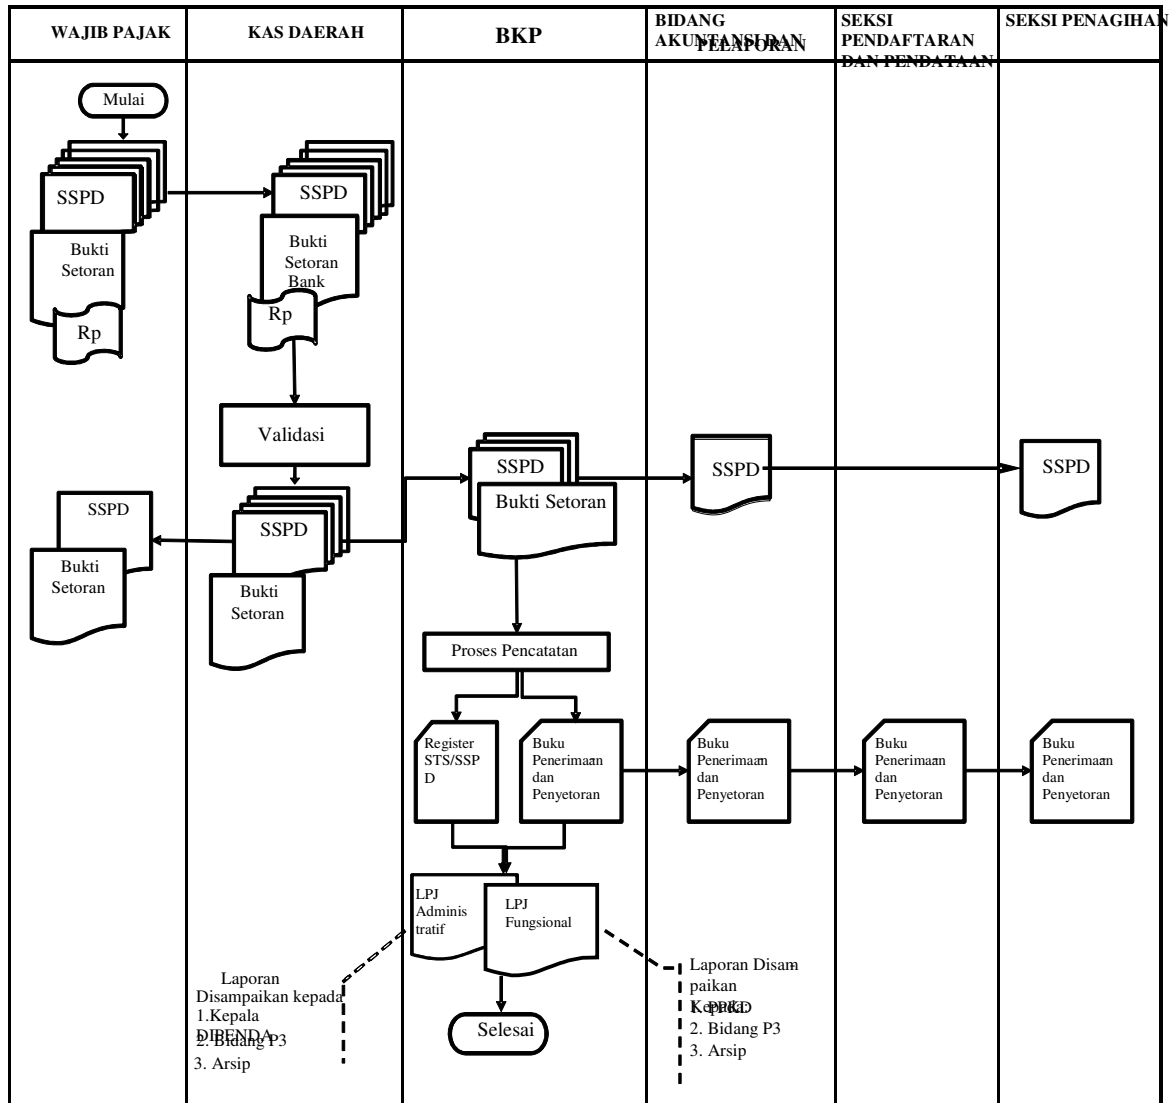 WAJIB PAJAK
KAS DAERAH
BKP
BIDANG
AKUNTANSI DAN
PELAPORAN
SEKSI
PENDAFTARAN
DAN PENDATAAN
SEKSI PENAGIHAN
Mulai
SSPD
Bukti
Setoran
Rp
SSPD
Bukti
Setoran
Bank
Rp
Validasi
SSPD
Bukti
Setoran
SSPD
Bukti
Setoran
SSPD
Bukti Setoran
SSPD
SSPD
Proses Pencatatan
Register
STS/SSP
D
Buku
Penerimaan
dan
Penyetoran
Buku
Penerimaan
dan
Penyetoran
Buku
Penerimaan
dan
Penyetoran
Buku
Penerimaan
dan
Penyetoran
LPJ
Adminis
tratif
LPJ
Fungsional
Laporan
Disampaikan kepada
1.Kepala
DIPENDA
2. Bidang P3
3. Arsip
Selesai
Laporan Disam-
paikan
Kepada:
1. PPKD
2. Bidang P3
3. Arsip